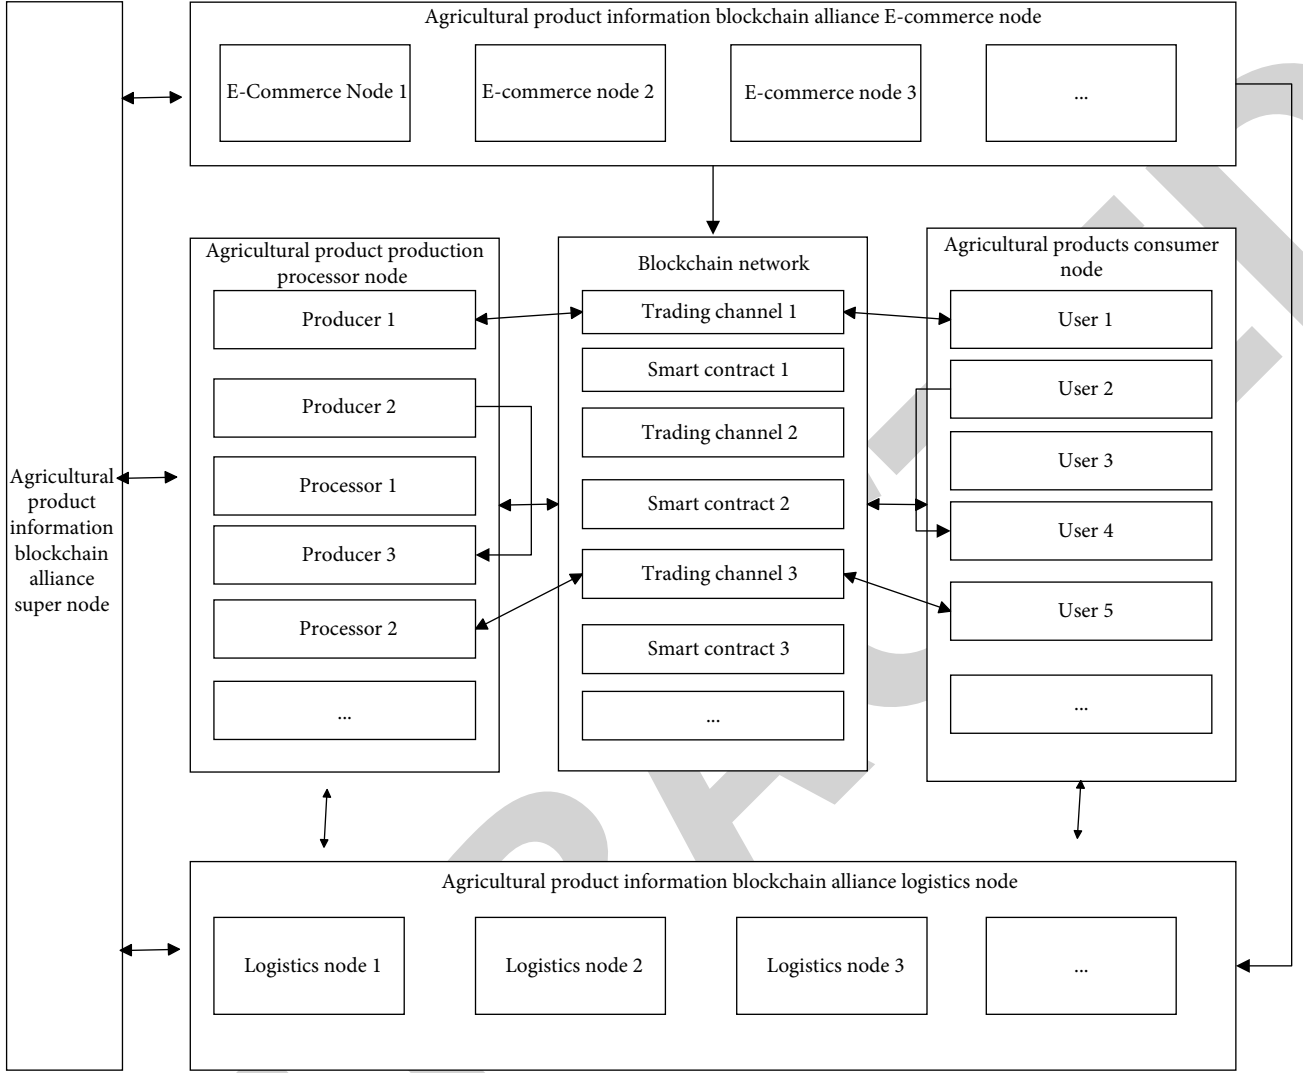 Agricultural product information blockchain alliance E-commerce node
E-Commerce Node 1
E-commerce node 2
E-commerce node 3
...
Agricultural
product
information
blockchain
alliance
super node
Agricultural product production
processor node
Producer 1
Producer 2
Processor 1
Producer 3
Processor 2
...
Blockchain network
Trading channel 1
Smart contract 1
Trading channel 2
Smart contract 2
Trading channel 3
Smart contract 3
...
Agricultural products consumer
node
User 1
User 2
User 3
User 4
User 5
...
Agricultural product information blockchain alliance logistics node
Logistics node 1
Logistics node 2
Logistics node 3
...